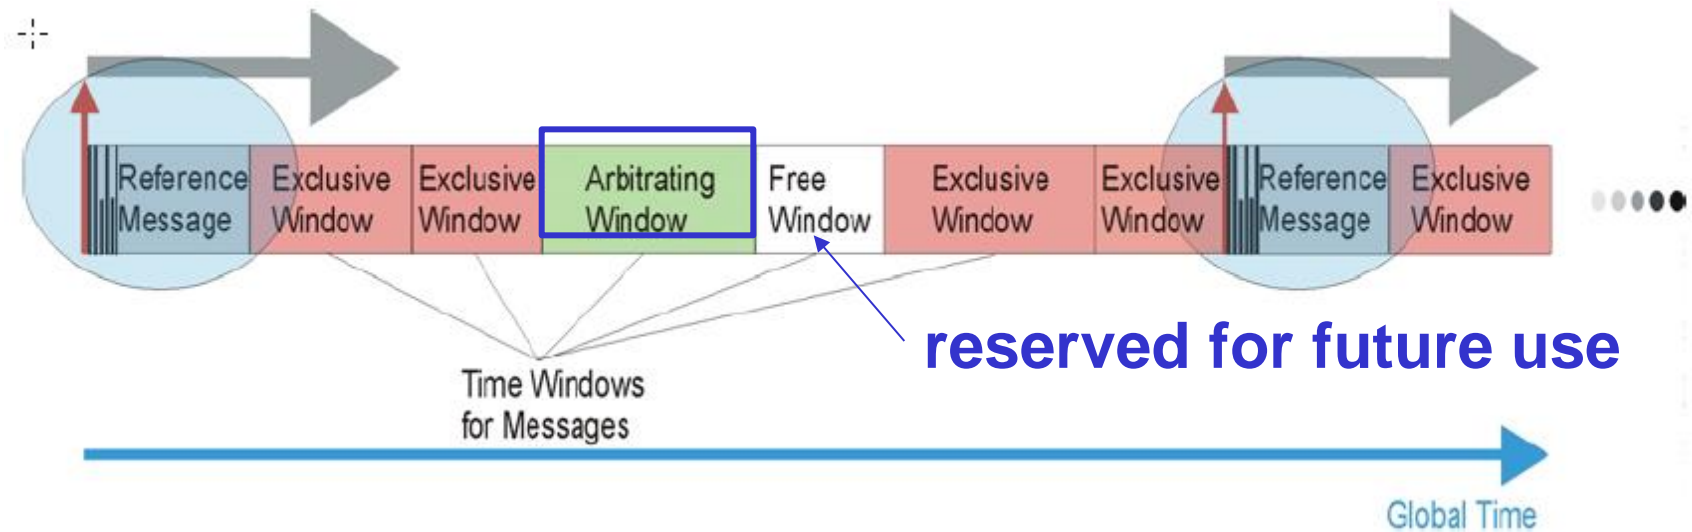 Reference
Message
Exclusive
Window
Exclusive
Window
Arbitrating
Window
Free
Window
Exclusive
Window
Exclusive
Window
Reference
Message
Exclusive
Window
reserved for future use
Time Windows
for Messages
Global Time